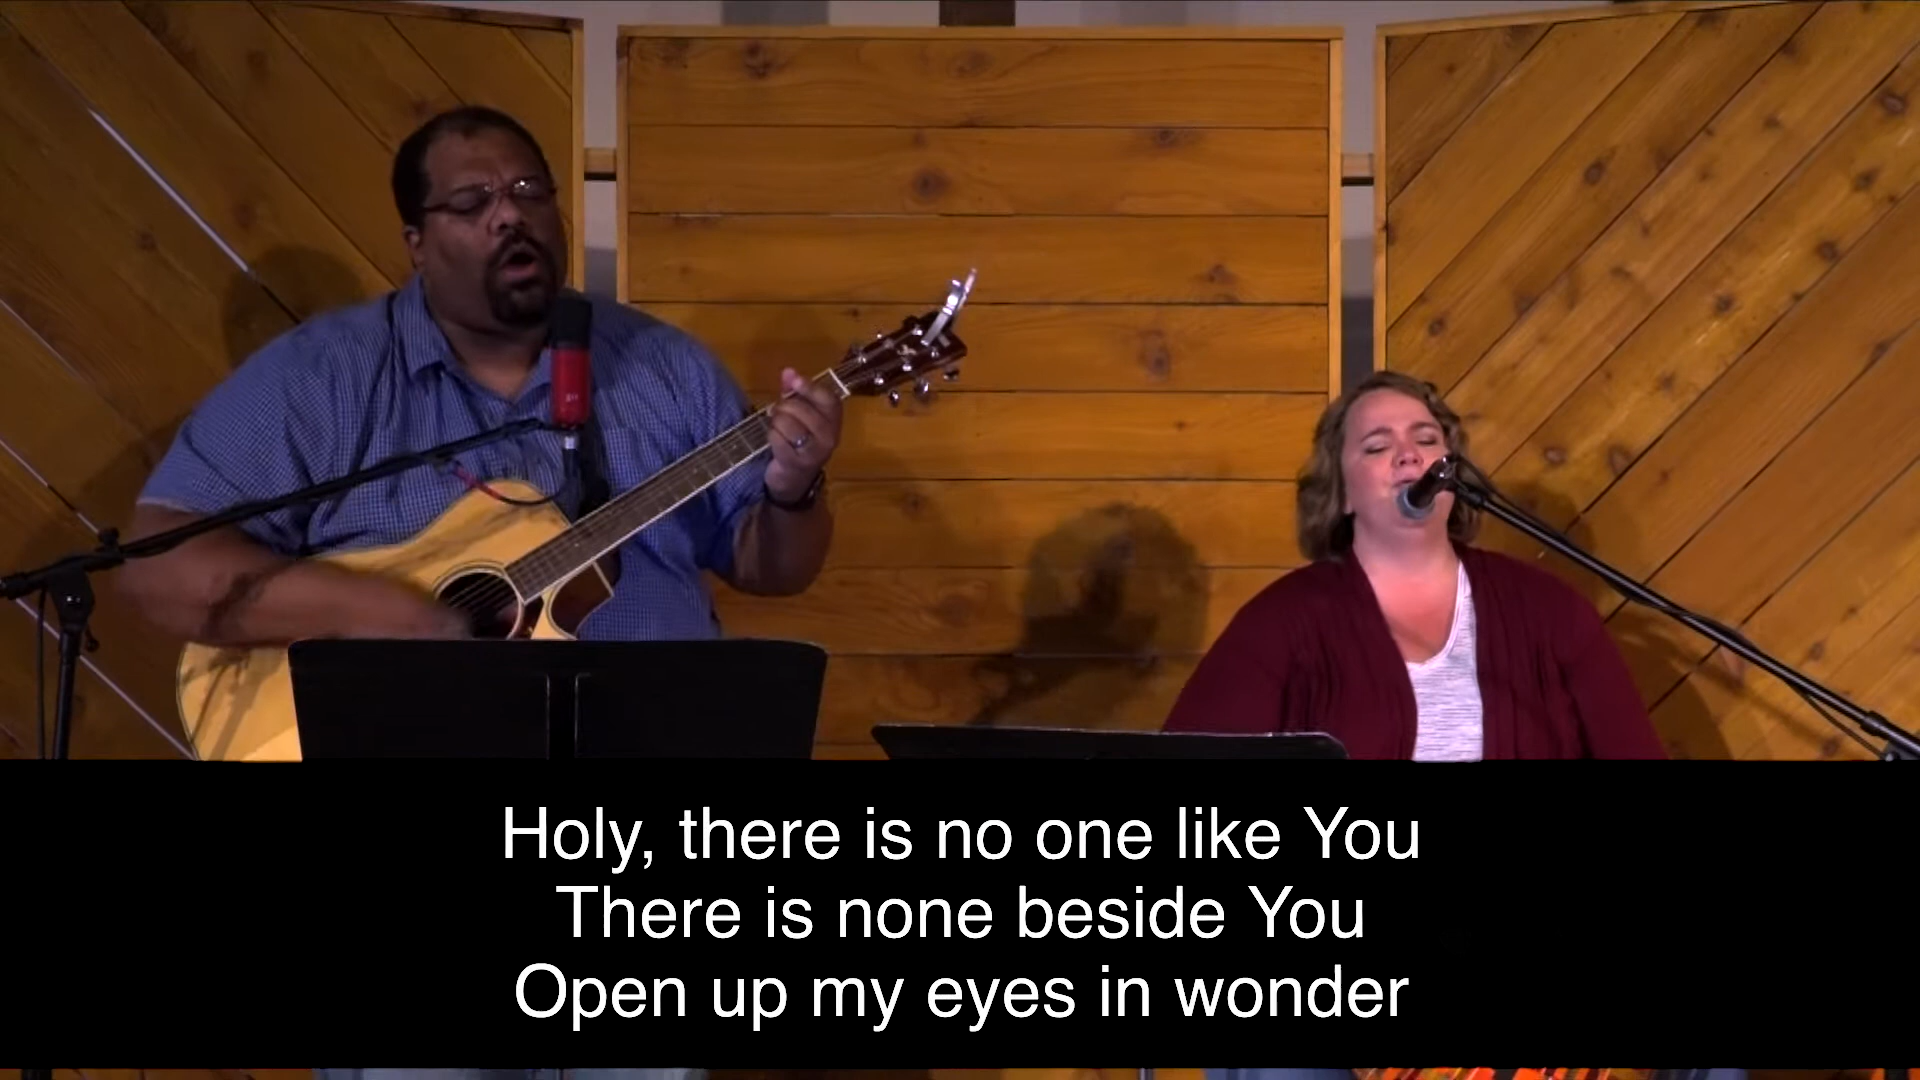 Holy, there is no one like You
There is none beside You
Open up my eyes in wonder